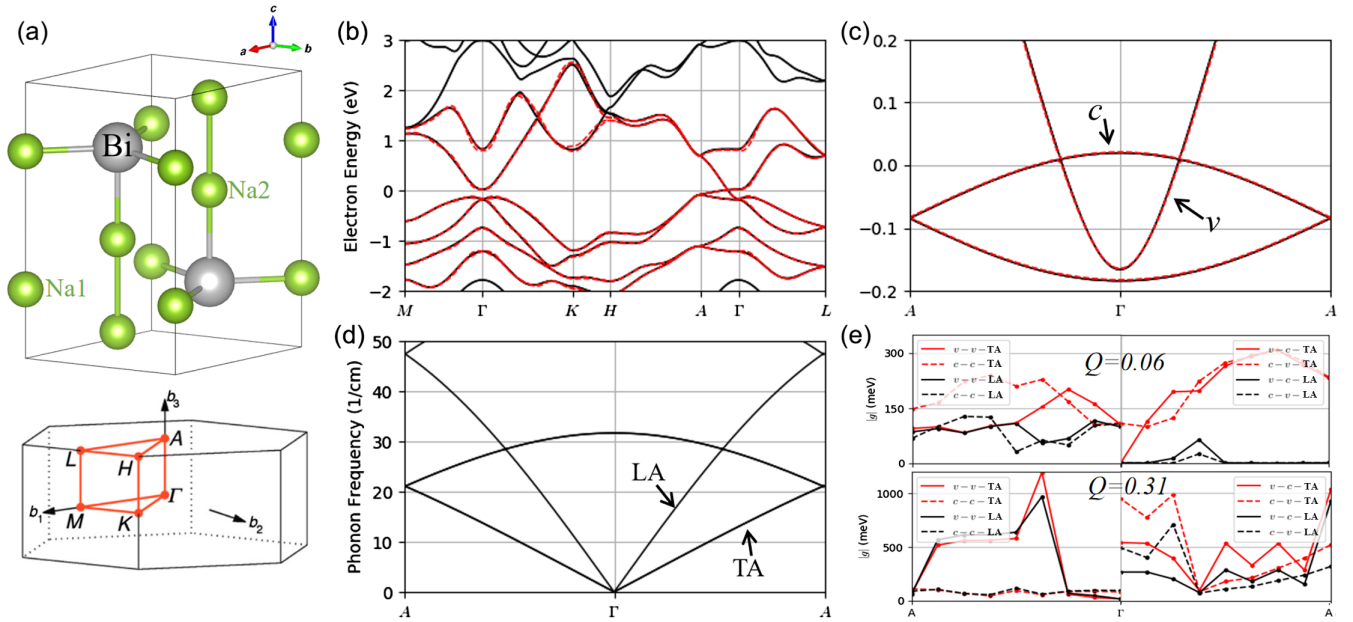 (a)
c
a
b
Bi
Na2
Na1
b₃
A
L
H
Γ
b₁
M
K
b₂
(b)
Electron Energy (eV)
3
2
1
0
−1
−2
M
Γ
K
H
A
Γ
L
(c)
0.2
0.1
0.0
−0.1
−0.2
c
v
A
Γ
A
(d)
Phonon Frequency (1/cm)
50
40
30
20
10
0
LA
TA
A
Γ
A
(e)
|g| (meV)
300
150
0
v − v − TA
c − c − TA
v − v − LA
c − c − LA
Q=0.06
v − c − TA
c − v − TA
v − c − LA
c − v − LA
|g| (meV)
1000
500
0
v − v − TA
c − c − TA
v − v − LA
c − c − LA
Q=0.31
v − c − TA
c − v − TA
v − c − LA
c − v − LA
A
Γ
A